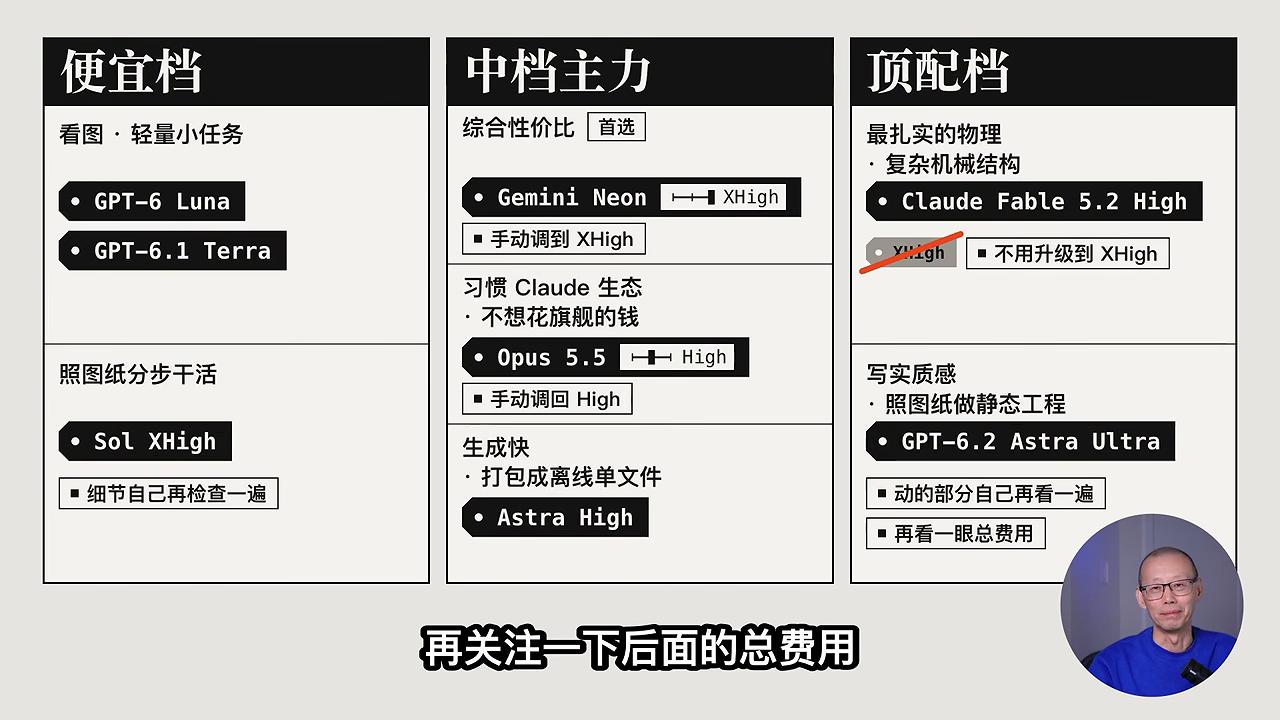 便宜档
看图 · 轻量小任务
GPT-6 Luna
GPT-6.1 Terra
照图纸分步干活
Sol XHigh
细节自己再检查一遍
中档主力
综合性价比 首选
Gemini Neon XHigh
手动调到 XHigh
习惯 Claude 生态
· 不想花旗舰的钱
Opus 5.5 High
手动调回 High
生成快
· 打包成离线单文件
Astra High
顶配档
最扎实的物理
· 复杂机械结构
Claude Fable 5.2 High
XHigh 不用升级到 XHigh
写实质感
· 照图纸做静态工程
GPT-6.2 Astra Ultra
动的部分自己再看一遍
再看一眼总费用
再关注一下后面的总费用